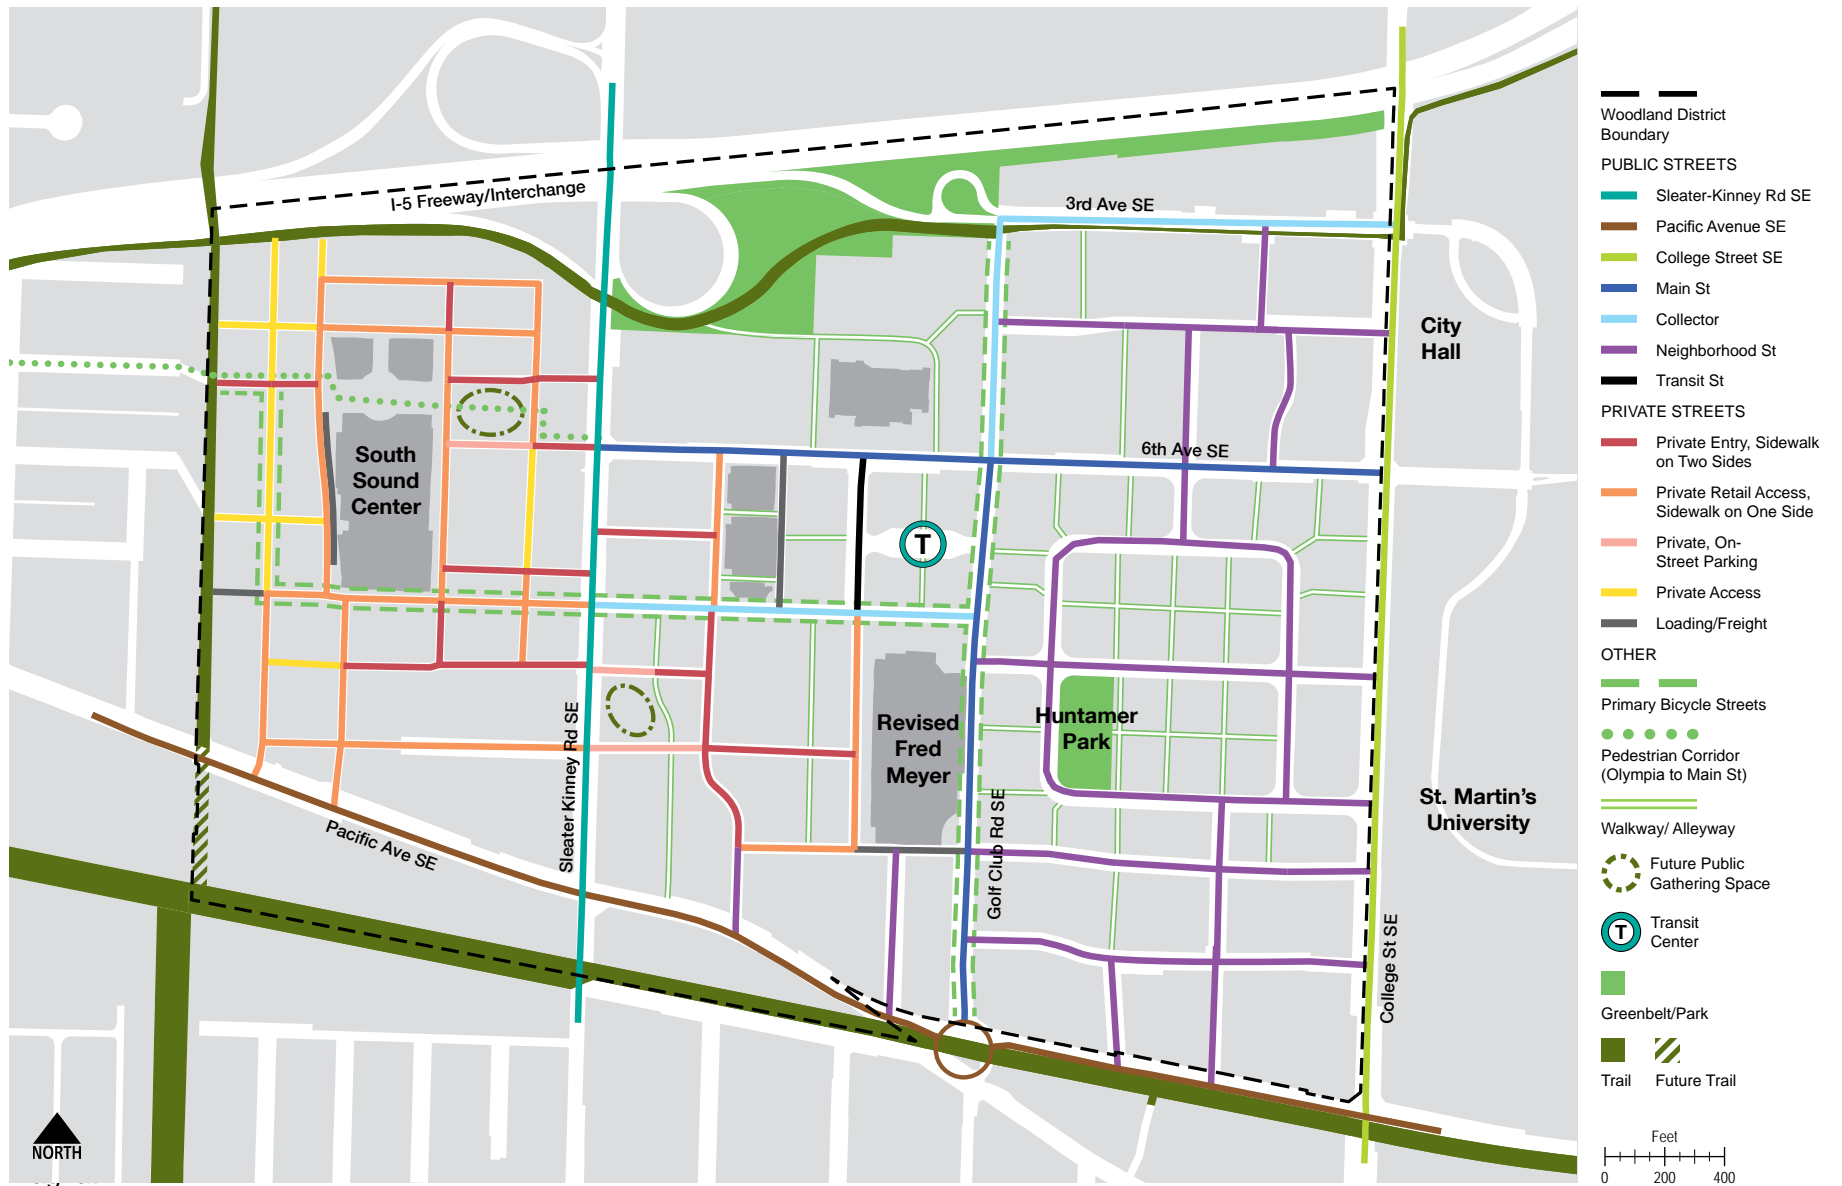 I-5 Freeway/Interchange
3rd Ave SE
City
Hall
6th Ave SE
South
Sound
Center
T
Huntamer
Park
Revised
Fred
Meyer
Sleater Kinney Rd SE
Golf Club Rd SE
St. Martin's
University
Pacific Ave SE
College St SE
NORTH
Woodland District
Boundary
PUBLIC STREETS
Sleater-Kinney Rd SE
Pacific Avenue SE
College Street SE
Main St
Collector
Neighborhood St
Transit St
PRIVATE STREETS
Private Entry, Sidewalk
on Two Sides
Private Retail Access,
Sidewalk on One Side
Private, On-
Street Parking
Private Access
Loading/Freight
OTHER
Primary Bicycle Streets
Pedestrian Corridor
(Olympia to Main St)
Walkway/ Alleyway
Future Public
Gathering Space
T
Transit
Center
Greenbelt/Park
Trail
Future Trail
Feet
0 200 400